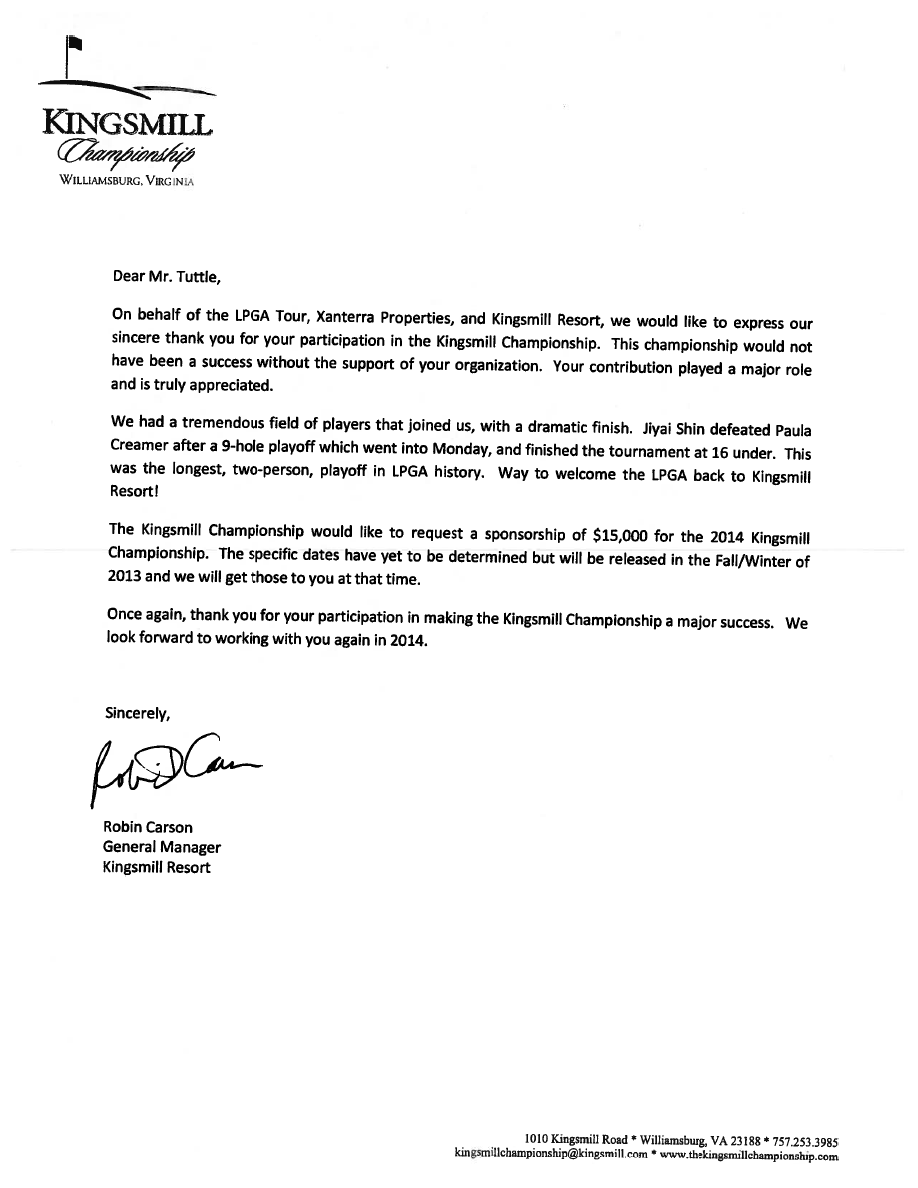 KINGSMILL
Championship
WILLIAMSBURG, VIRGINIA
Dear Mr. Tuttle,
On behalf of the LPGA Tour, Xanterra Properties, and Kingsmill Resort, we would like to express our
sincere thank you for your participation in the Kingsmill Championship. This championship would not
have been a success without the support of your organization. Your contribution played a major role
and is truly appreciated.
We had a tremendous field of players that joined us, with a dramatic finish. Jiyai Shin defeated Paula
Creamer after a 9-hole playoff which went into Monday, and finished the tournament at 16 under. This
was the longest, two-person, playoff in LPGA history. Way to welcome the LPGA back to Kingsmill
Resort!
The Kingsmill Championship would like to request a sponsorship of $15,000 for the 2014 Kingsmill
Championship. The specific dates have yet to be determined but will be released in the Fall/Winter of
2013 and we will get those to you at that time.
Once again, thank you for your participation in making the Kingsmill Championship a major success. We
look forward to working with you again in 2014.
Sincerely,
Robin D Carson
Robin Carson
General Manager
Kingsmill Resort
1010 Kingsmill Road * Williamsburg, VA 23188 * 757.253.3985
kingsmillchampionship@kingsmill.com * www.thekingsmillchampionship.com